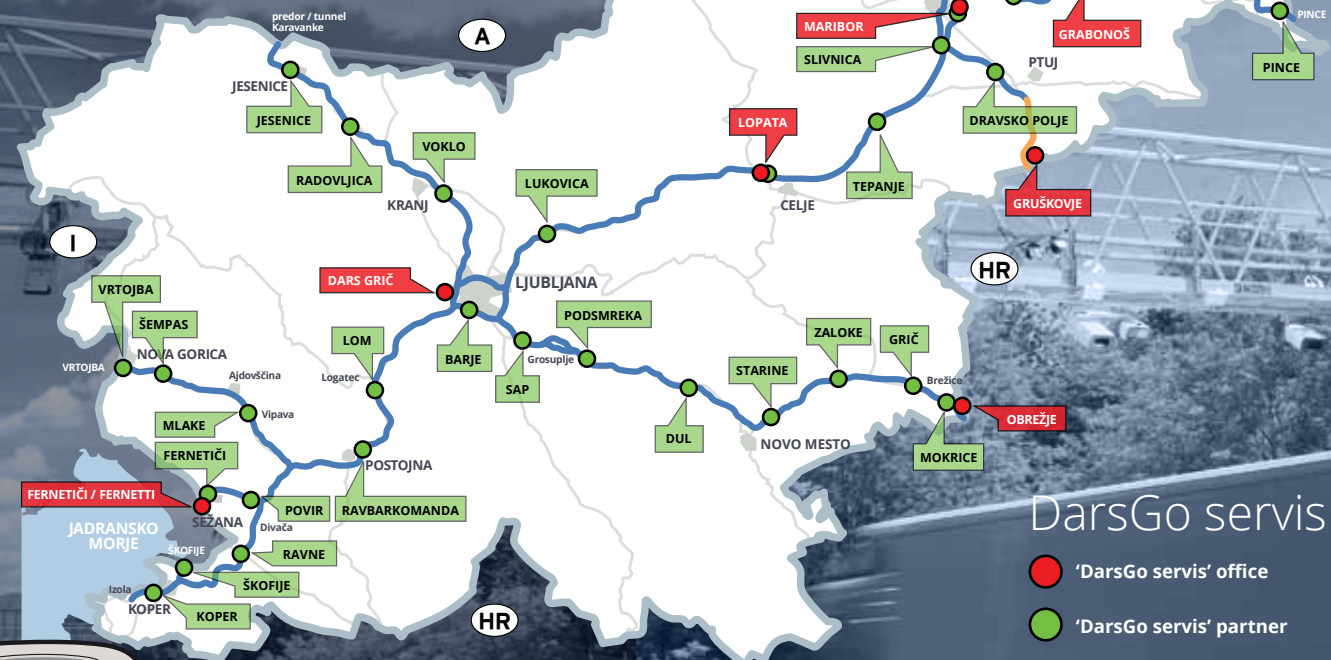 predor / tunnel
Karavanke
A
MARIBOR
GRABONOŠ
PINCE
PINCE
SLIVNICA
PTUJ
JESENICE
JESENICE
DRAVSKO POLJE
LOPATA
VOKLO
RADOVLJICA
LUKOVICA
TEPANJE
KRANJ
CELJE
GRUŠKOVJE
I
HR
DARS GRIČ
LJUBLJANA
VRTOJBA
ŠEMPAS
PODSMREKA
LOM
ZALOKE
GRIČ
NOVA GORICA
BARJE
Grosuplje
VRTOJBA
Ajdovščina
Logatec
SAP
STARINE
Brežice
MLAKE
Vipava
DUL
OBREŽJE
NOVO MESTO
FERNETIČI
MOKRICE
POSTOJNA
FERNETIČI / FERNETTI
POVIR
RAVBARKOMANDA
SEŽANA
Divača
JADRANSKO
MORJE
ŠKOFIJE
RAVNE
Izola
ŠKOFIJE
KOPER
KOPER
HR
DarsGo servis
‘DarsGo servis’ office
‘DarsGo servis’ partner